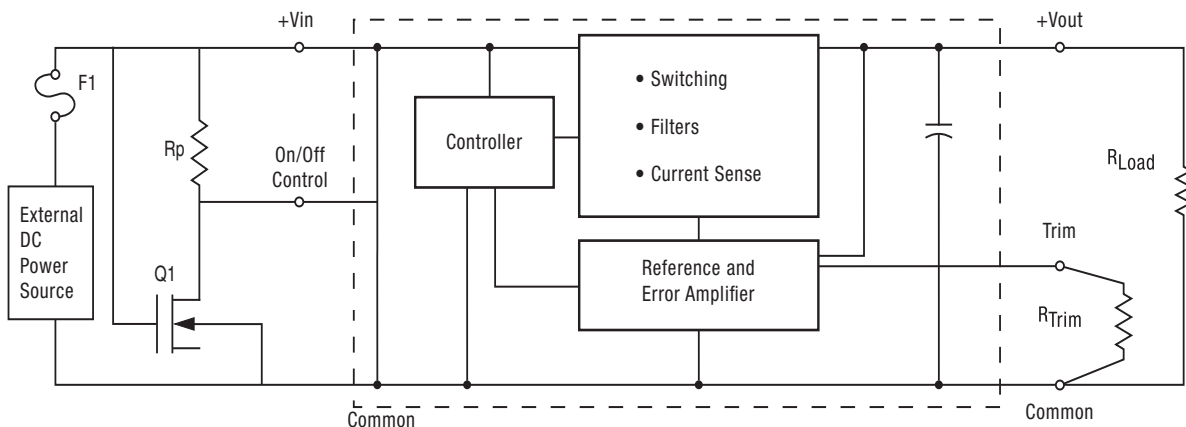 +Vin
+Vout
F1
• Switching
Controller
• Filters
Rp
On/Off
Control
• Current Sense
RLoad
External
DC
Power
Source
Q1
Reference and
Error Amplifier
Trim
RTrim
Common
Common